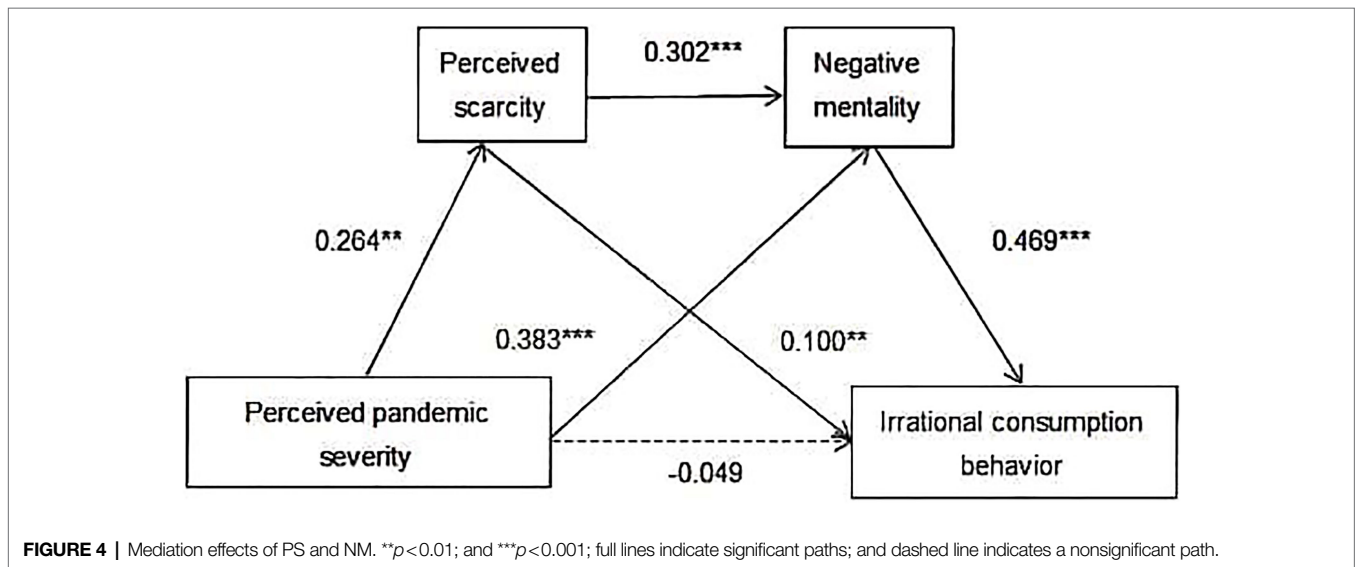 Perceived
scarcity
0.302***
Negative
mentality
0.264**
0.469***
0.383***
0.100**
Perceived pandemic
severity
-0.049
Irrational consumption
behavior
FIGURE 4 | Mediation effects of PS and NM. **p<0.01; and ***p<0.001; full lines indicate significant paths; and dashed line indicates a nonsignificant path.